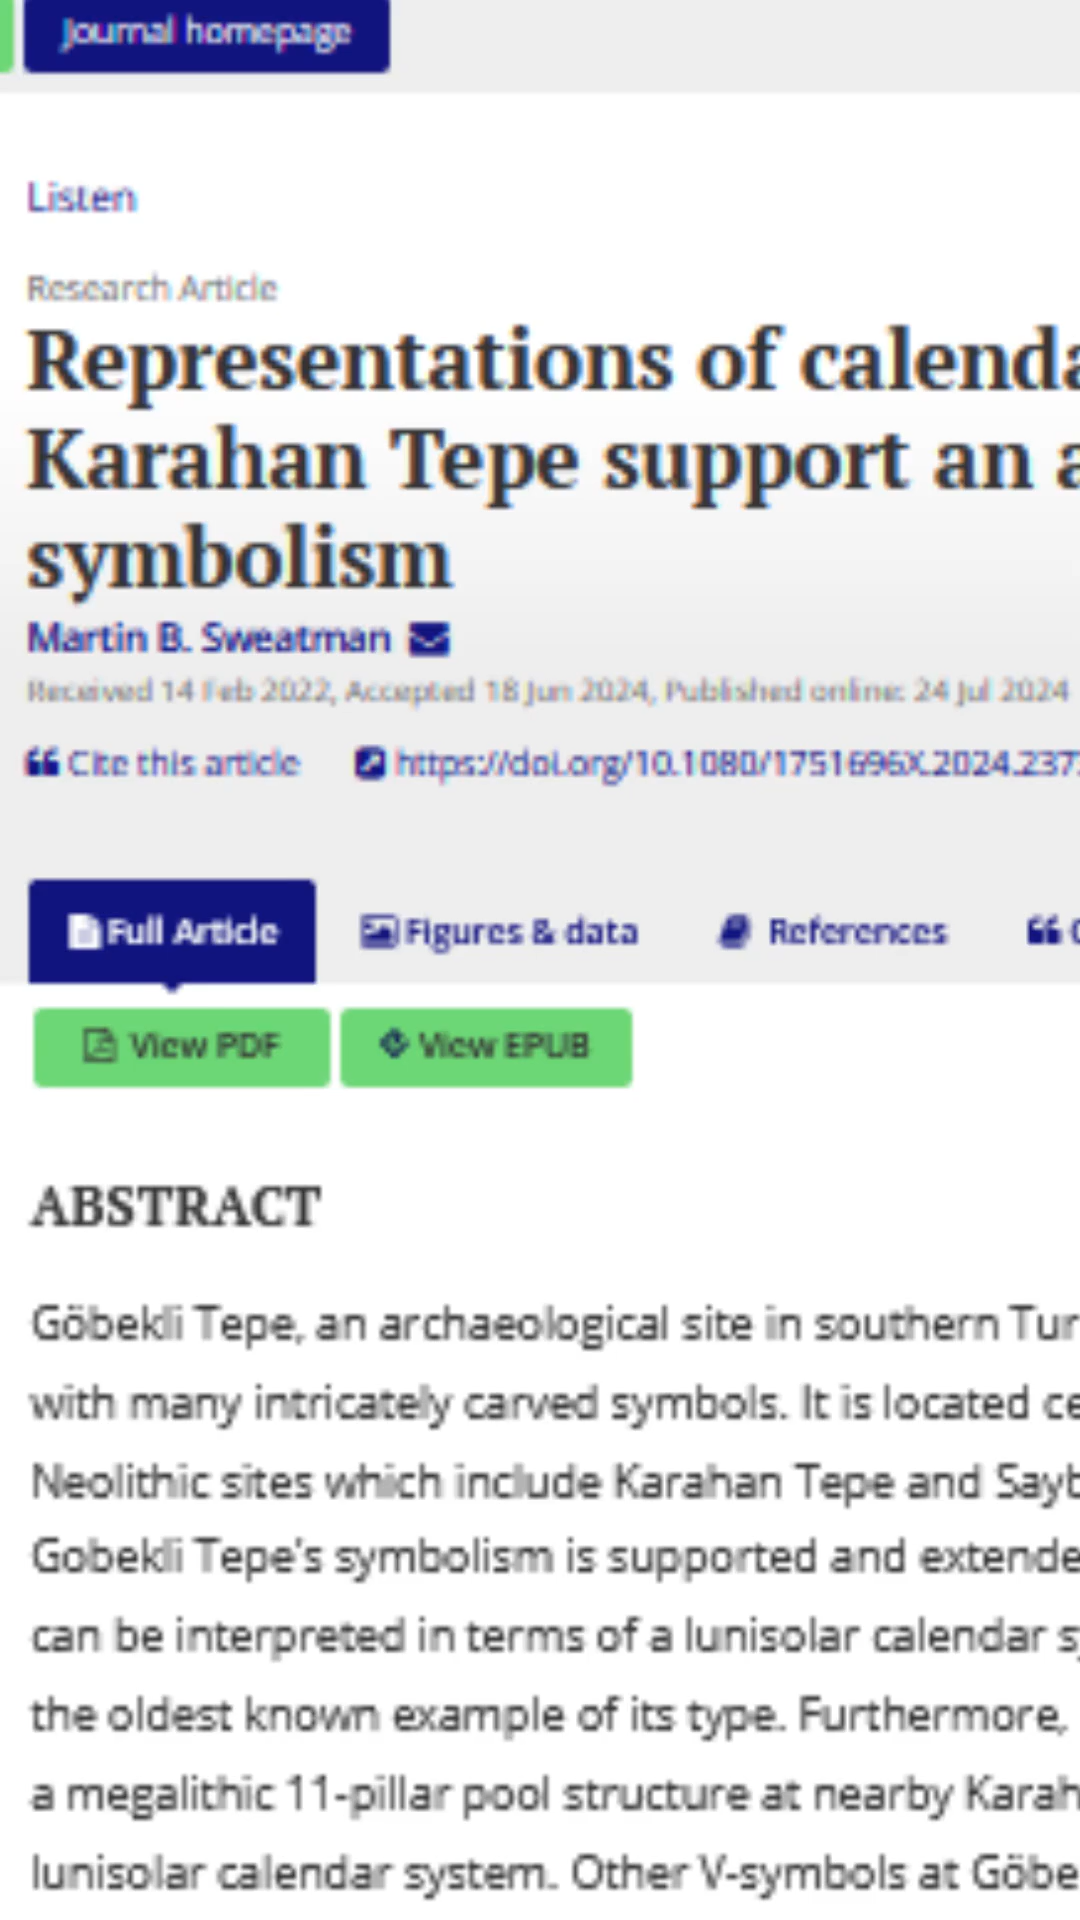 Journal homepage
Listen
Research Article
Representations of calenda
Karahan Tepe support an a
symbolism
Martin B. Sweatman
Received 14 Feb 2022, Accepted 18 Jun 2024, Published online: 24 Jul 2024
Cite this article https://doi.org/10.1080/1751696X.2024.237
Full Article Figures & data References
View PDF View EPUB
ABSTRACT
Göbekli Tepe, an archaeological site in southern Tur
with many intricately carved symbols. It is located ce
Neolithic sites which include Karahan Tepe and Sayb
Gobekli Tepe's symbolism is supported and extende
can be interpreted in terms of a lunisolar calendar sy
the oldest known example of its type. Furthermore,
a megalithic 11-pillar pool structure at nearby Karah
lunisolar calendar system. Other V-symbols at Göbe